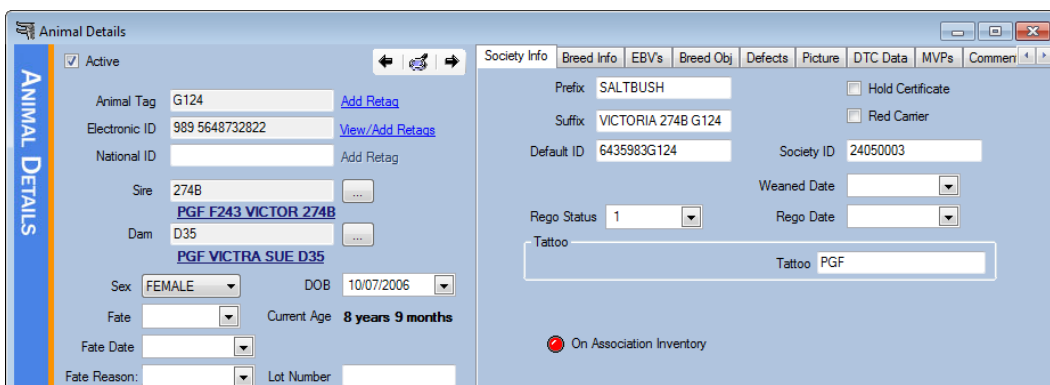 Animal Details
ANIMAL DETAILS
Active
Animal Tag G124 Add Retag
Electronic ID 989 5648732822 View/Add Retags
National ID Add Retag
Sire 274B ...
PGF F243 VICTOR 274B
Dam D35 ...
PGF VICTRA SUE D35
Sex FEMALE DOB 10/07/2006
Fate Current Age 8 years 9 months
Fate Date
Fate Reason: Lot Number
Society Info Breed Info EBV's Breed Obj Defects Picture DTC Data MVPs
Prefix SALTBUSH Hold Certificate
Suffix VICTORIA 274B G124 Red Carrier
Default ID 6435983G124 Society ID 24050003
Weaned Date
Rego Status 1 Rego Date
Tattoo
Tattoo PGF
On Association Inventory